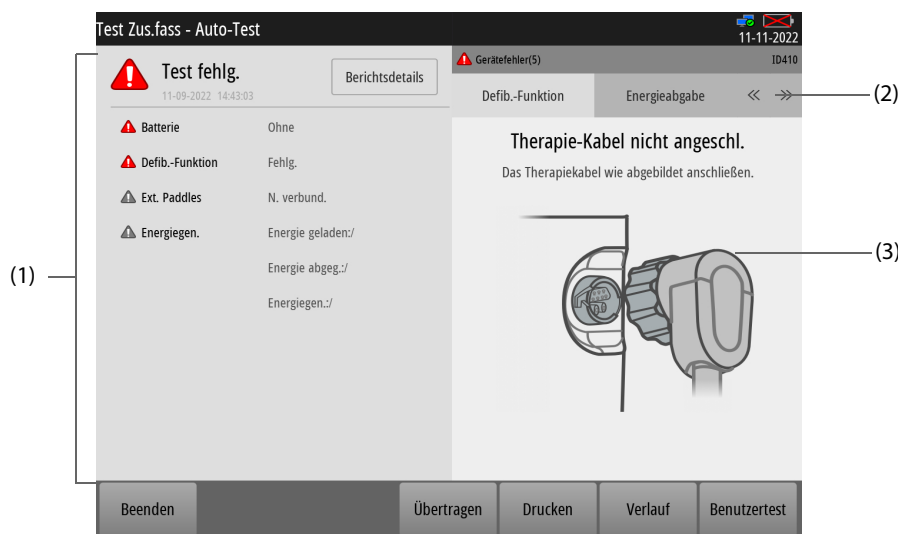 Test Zus.fass - Auto-Test
11-11-2022
Test fehlg.
11-09-2022 14:43:03
Berichtsdetails
Batterie Ohne
Defib.-Funktion Fehlg.
Ext. Paddles N. verbund.
Energiegen. Energie geladen:/
Energie abgeg.:/
Energiegen.:/
Gerätefehler(5) ID410
Defib.-Funktion Energieabgabe
Therapie-Kabel nicht angeschl.
Das Therapiekabel wie abgebildet anschließen.
Beenden Übertragen Drucken Verlauf Benutzertest
(1)
(2)
(3)